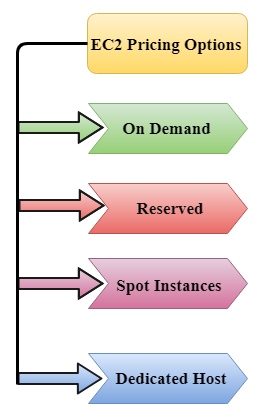 EC2 Pricing Options
On Demand
Reserved
Spot Instances
Dedicated Host